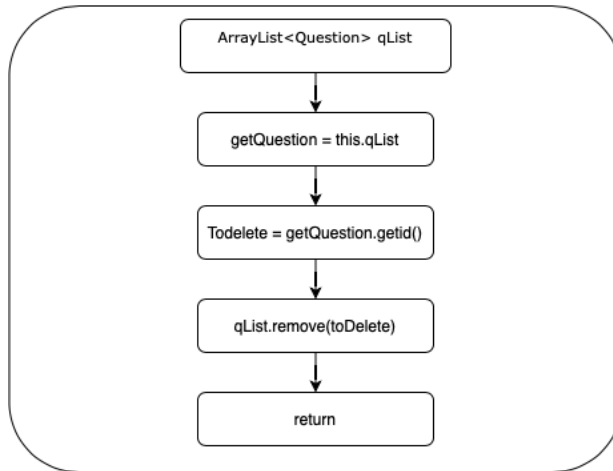 ArrayList<Question> qList
getQuestion = this.qList
Todelete = getQuestion.getid()
qList.remove(toDelete)
return